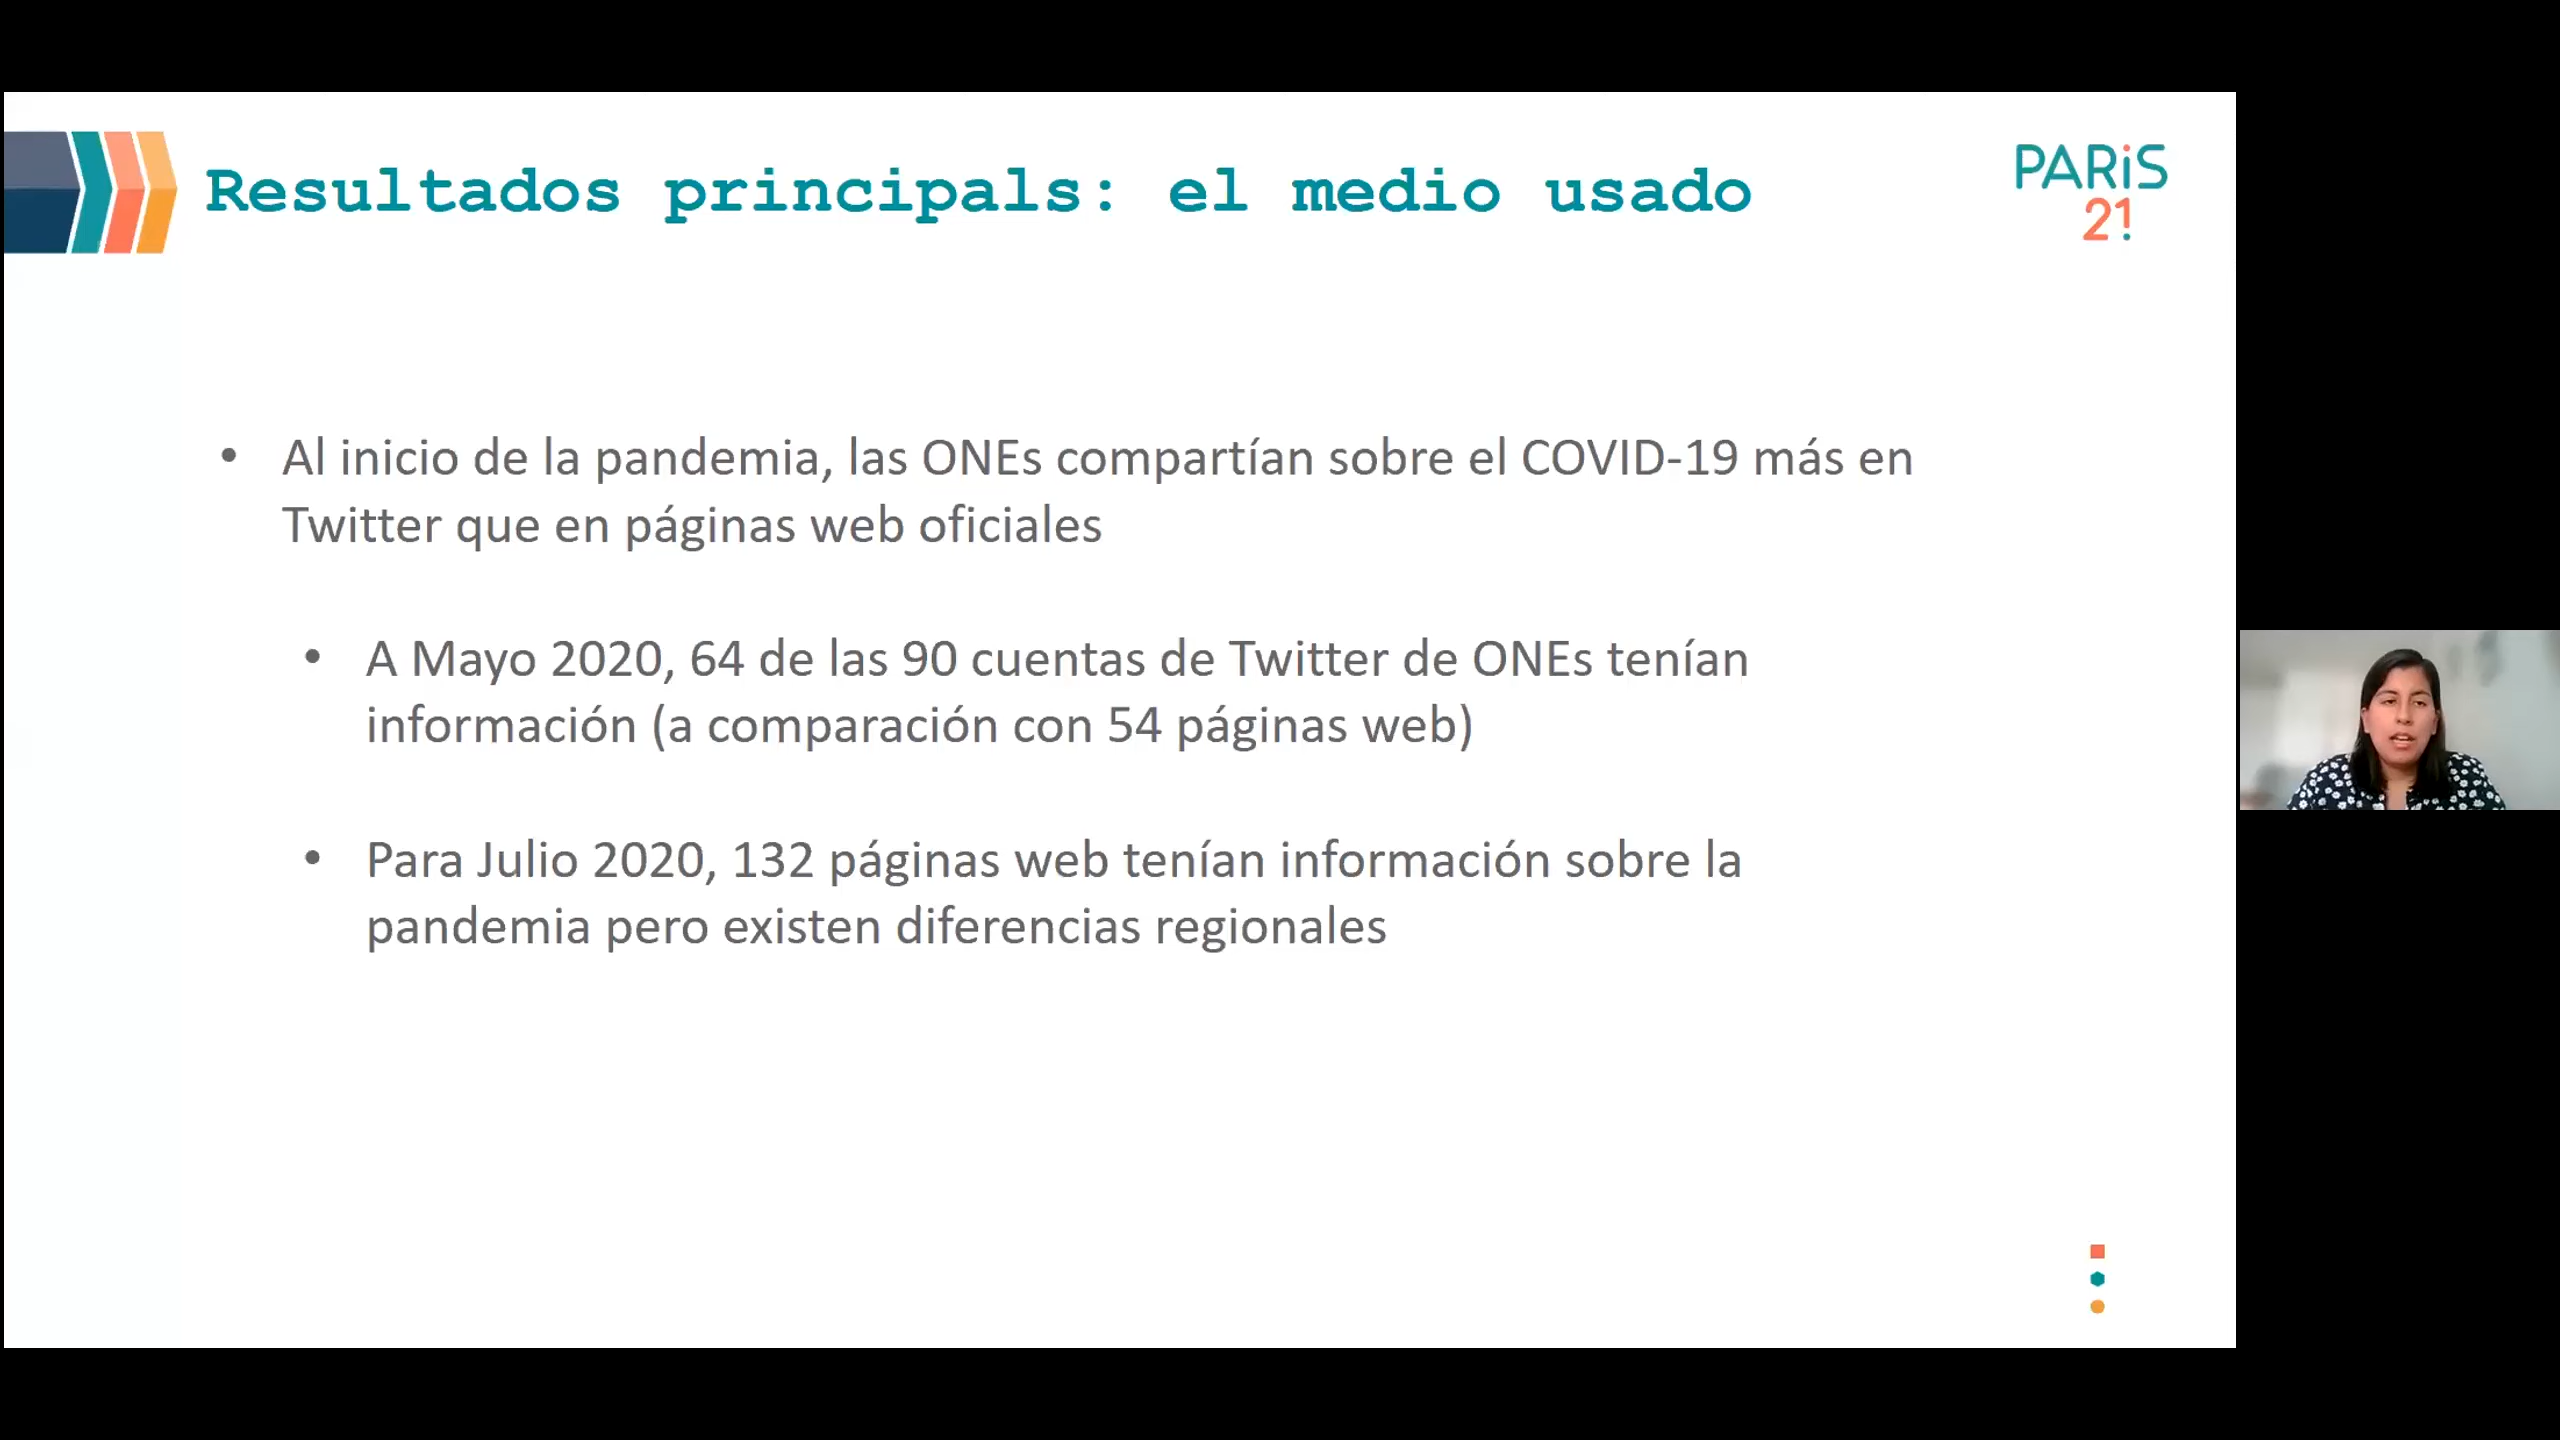 Resultados principals: el medio usado
PARiS
21
• Al inicio de la pandemia, las ONEs compartían sobre el COVID-19 más en
Twitter que en páginas web oficiales
• A Mayo 2020, 64 de las 90 cuentas de Twitter de ONEs tenían
información (a comparación con 54 páginas web)
• Para Julio 2020, 132 páginas web tenían información sobre la
pandemia pero existen diferencias regionales